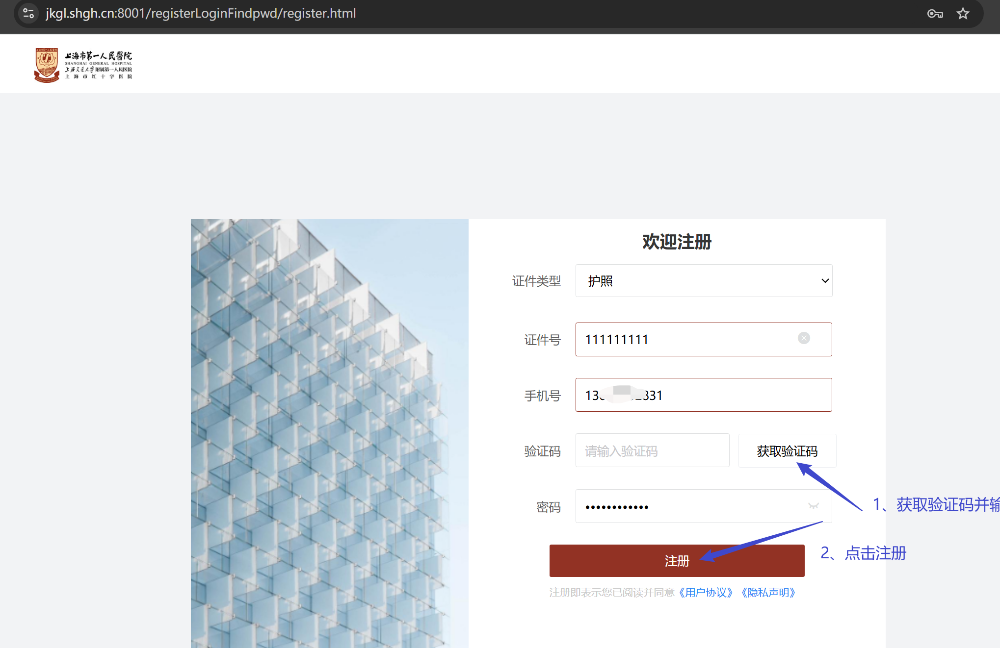 jkgl.shgh.cn:8001/registerLoginFindpwd/register.html
上海市第一人民醫院
SHANGHAI GENERAL HOSPITAL
上海交通大学附属第一人民医院
上海市红十字医院
欢迎注册
证件类型 护照
证件号 111111111
手机号 13 331
验证码 请输入验证码 获取验证码
1、获取验证码并输
密码 ••••••••••••
注册
2、点击注册
注册即表示您已阅读并同意《用户协议》《隐私声明》